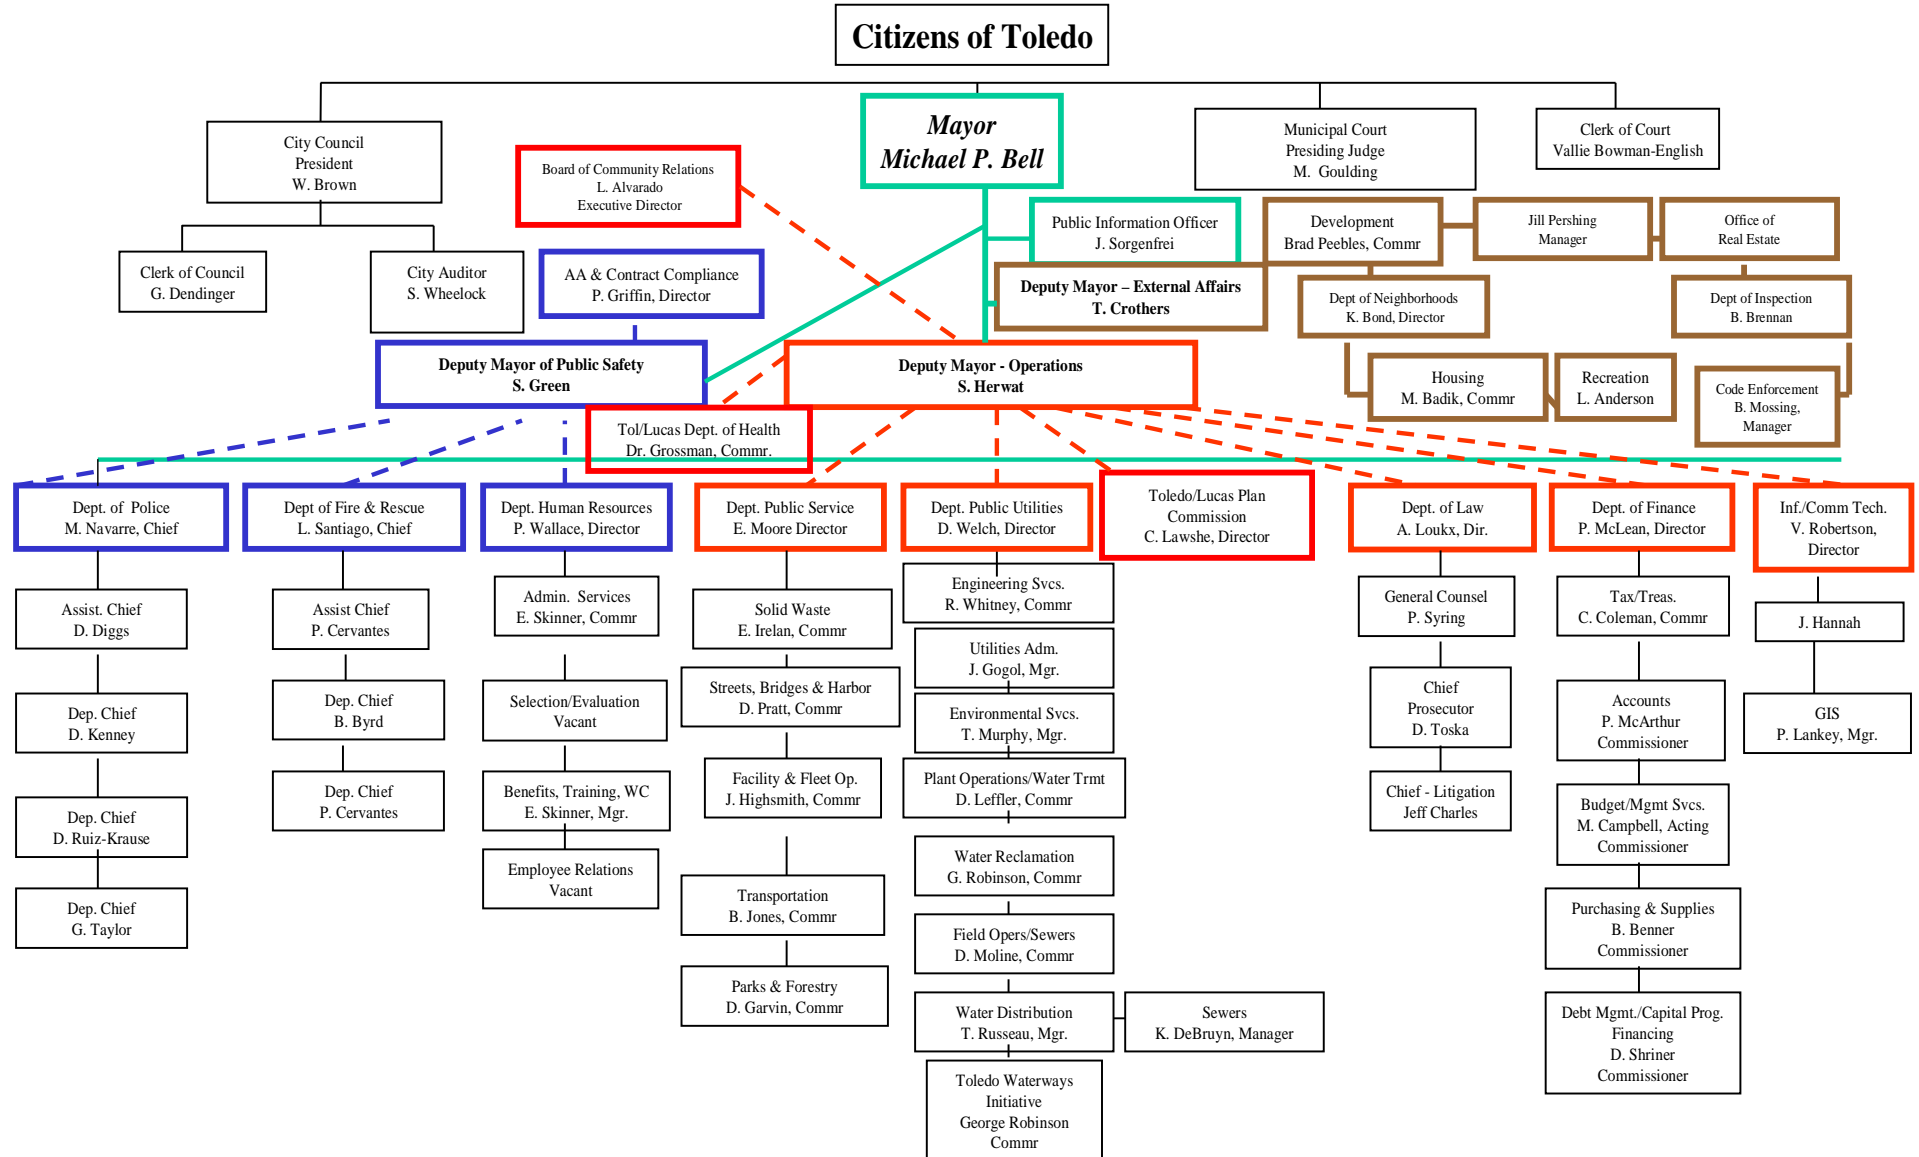 Citizens of Toledo
Mayor
Michael P. Bell
City Council
President
W. Brown
Municipal Court
Presiding Judge
M. Goulding
Clerk of Court
Vallie Bowman-English
Board of Community Relations
L. Alvarado
Executive Director
Clerk of Council
G. Dendinger
City Auditor
S. Wheelock
AA & Contract Compliance
P. Griffin, Director
Public Information Officer
J. Sorgenfrei
Deputy Mayor – External Affairs
T. Crothers
Development
Brad Peebles, Commr
Jill Pershing
Manager
Office of
Real Estate
Dept of Neighborhoods
K. Bond, Director
Dept of Inspection
B. Brennan
Housing
M. Badik, Commr
Recreation
L. Anderson
Code Enforcement
B. Mossing,
Manager
Deputy Mayor of Public Safety
S. Green
Deputy Mayor - Operations
S. Herwat
Tol/Lucas Dept. of Health
Dr. Grossman, Commr.
Dept. of Police
M. Navarre, Chief
Assist. Chief
D. Diggs
Dep. Chief
D. Kenney
Dep. Chief
D. Ruiz-Krause
Dep. Chief
G. Taylor
Dept of Fire & Rescue
L. Santiago, Chief
Assist Chief
P. Cervantes
Dep. Chief
B. Byrd
Dep. Chief
P. Cervantes
Dept. Human Resources
P. Wallace, Director
Admin. Services
E. Skinner, Commr
Selection/Evaluation
Vacant
Benefits, Training, WC
E. Skinner, Mgr.
Employee Relations
Vacant
Dept. Public Service
E. Moore Director
Solid Waste
E. Irelan, Commr
Streets, Bridges & Harbor
D. Pratt, Commr
Facility & Fleet Op.
J. Highsmith, Commr
Transportation
B. Jones, Commr
Parks & Forestry
D. Garvin, Commr
Dept. Public Utilities
D. Welch, Director
Engineering Svcs.
R. Whitney, Commr
Utilities Adm.
J. Gogol, Mgr.
Environmental Svcs.
T. Murphy, Mgr.
Plant Operations/Water Trmt
D. Leffler, Commr
Water Reclamation
G. Robinson, Commr
Field Opers/Sewers
D. Moline, Commr
Water Distribution
T. Russeau, Mgr.
Sewers
K. DeBruyn, Manager
Toledo Waterways
Initiative
George Robinson
Commr
Toledo/Lucas Plan
Commission
C. Lawshe, Director
Dept. of Law
A. Loukx, Dir.
General Counsel
P. Syring
Chief
Prosecutor
D. Toska
Chief - Litigation
Jeff Charles
Dept. of Finance
P. McLean, Director
Tax/Treas.
C. Coleman, Commr
Accounts
P. McArthur
Commissioner
Budget/Mgmt Svcs.
M. Campbell, Acting
Commissioner
Purchasing & Supplies
B. Benner
Commissioner
Debt Mgmt./Capital Prog.
Financing
D. Shriner
Commissioner
Inf./Comm Tech.
V. Robertson,
Director
J. Hannah
GIS
P. Lankey, Mgr.